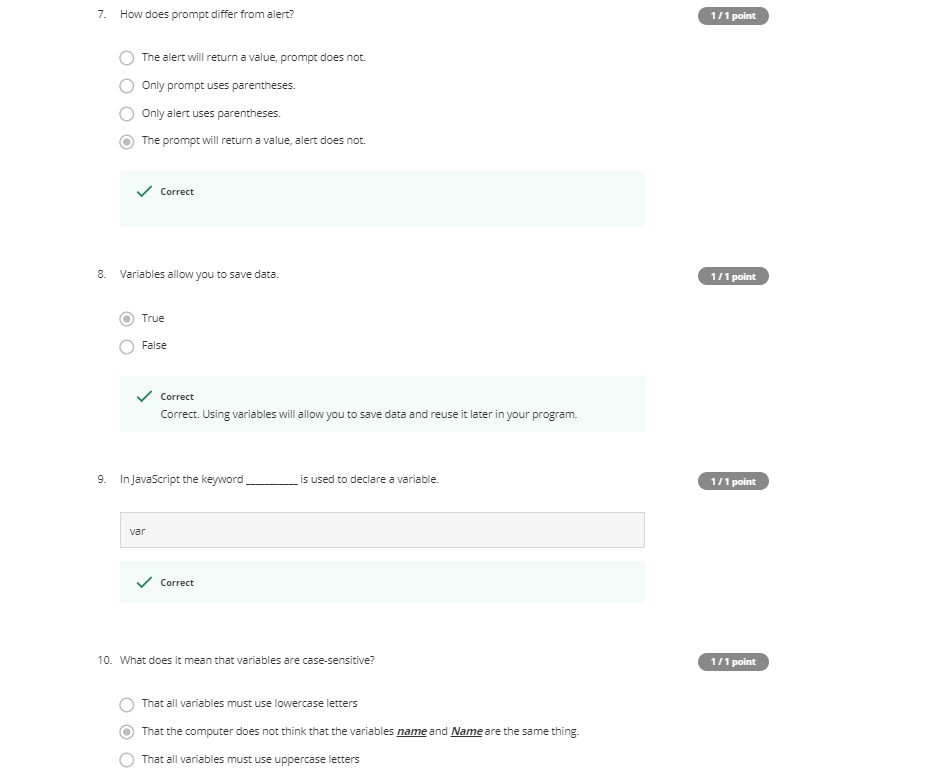 7. How does prompt differ from alert? 1 / 1 point
The alert will return a value, prompt does not.
Only prompt uses parentheses.
Only alert uses parentheses.
The prompt will return a value, alert does not.
Correct
8. Variables allow you to save data. 1 / 1 point
True
False
Correct
Correct. Using variables will allow you to save data and reuse it later in your program.
9. In JavaScript the keyword __________ is used to declare a variable. 1 / 1 point
var
Correct
10. What does it mean that variables are case-sensitive? 1 / 1 point
That all variables must use lowercase letters
That the computer does not think that the variables name and Name are the same thing.
That all variables must use uppercase letters